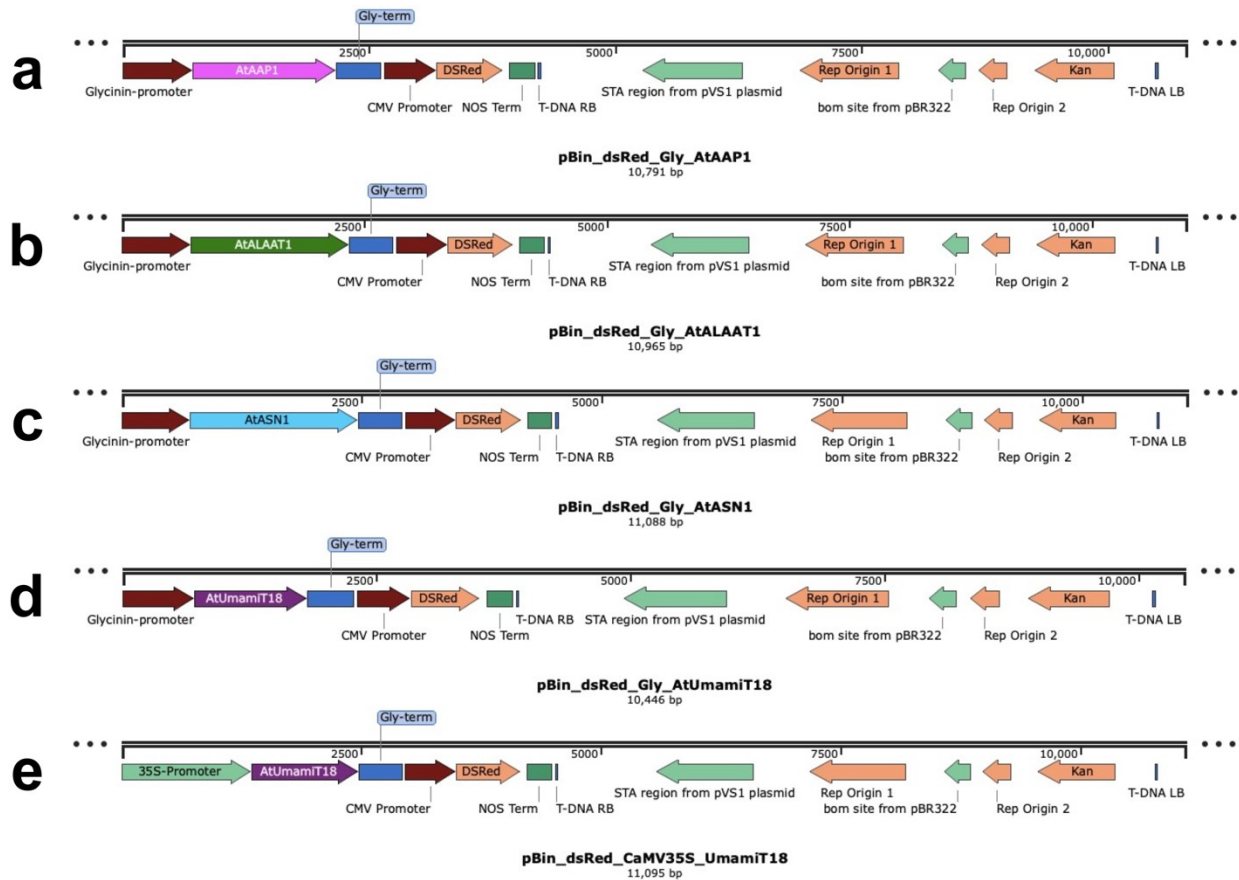 Gly-term
2500 5000 7500 10,000
a
AtAAP1 DSRed Rep Origin 1 Kan
Glycinin-promoter CMV Promoter NOS Term T-DNA RB STA region from pVS1 plasmid bom site from pBR322 Rep Origin 2 T-DNA LB
pBin_dsRed_Gly_AtAAP1
10,791 bp
Gly-term
2500 5000 7500 10,000
b
AtALAAT1 DSRed Rep Origin 1 Kan
Glycinin-promoter CMV Promoter NOS Term T-DNA RB STA region from pVS1 plasmid bom site from pBR322 Rep Origin 2 T-DNA LB
pBin_dsRed_Gly_AtALAAT1
10,965 bp
Gly-term
2500 5000 7500 10,000
c
AtASN1 DSRed Kan
Glycinin-promoter STA region from pVS1 plasmid Rep Origin 1 T-DNA LB
CMV Promoter NOS Term T-DNA RB bom site from pBR322 Rep Origin 2
pBin_dsRed_Gly_AtASN1
11,088 bp
Gly-term
2500 5000 7500 10,000
d
AtUmamiT18 DSRed Rep Origin 1 Kan
Glycinin-promoter T-DNA RB STA region from pVS1 plasmid T-DNA LB
CMV Promoter NOS Term bom site from pBR322 Rep Origin 2
pBin_dsRed_Gly_AtUmamiT18
10,446 bp
Gly-term
2500 5000 7500 10,000
e
35S-Promoter AtUmamiT18 DSRed Kan
STA region from pVS1 plasmid Rep Origin 1 T-DNA LB
CMV Promoter NOS Term T-DNA RB bom site from pBR322 Rep Origin 2
pBin_dsRed_CaMV35S_UmamiT18
11,095 bp